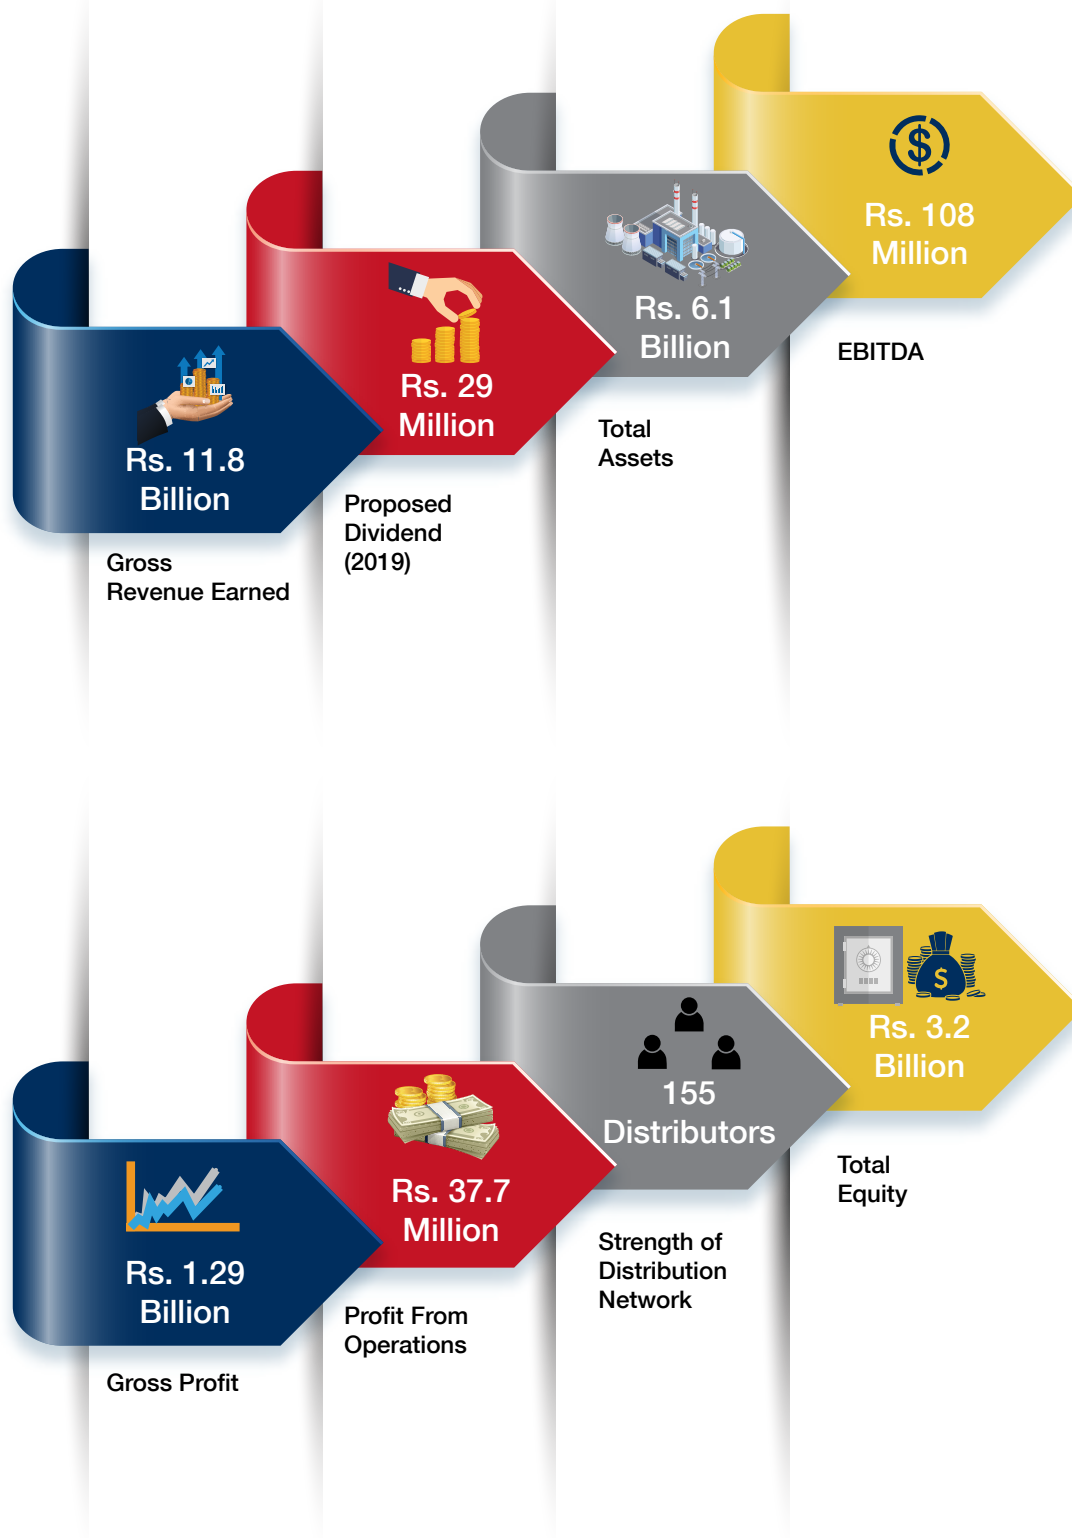 Rs. 11.8
Billion
Gross
Revenue Earned
Rs. 29
Million
Proposed
Dividend
(2019)
Rs. 6.1
Billion
Total
Assets
$
Rs. 108
Million
EBITDA
Rs. 1.29
Billion
Gross Profit
Rs. 37.7
Million
Profit From
Operations
155
Distributors
Strength of
Distribution
Network
$
Rs. 3.2
Billion
Total
Equity